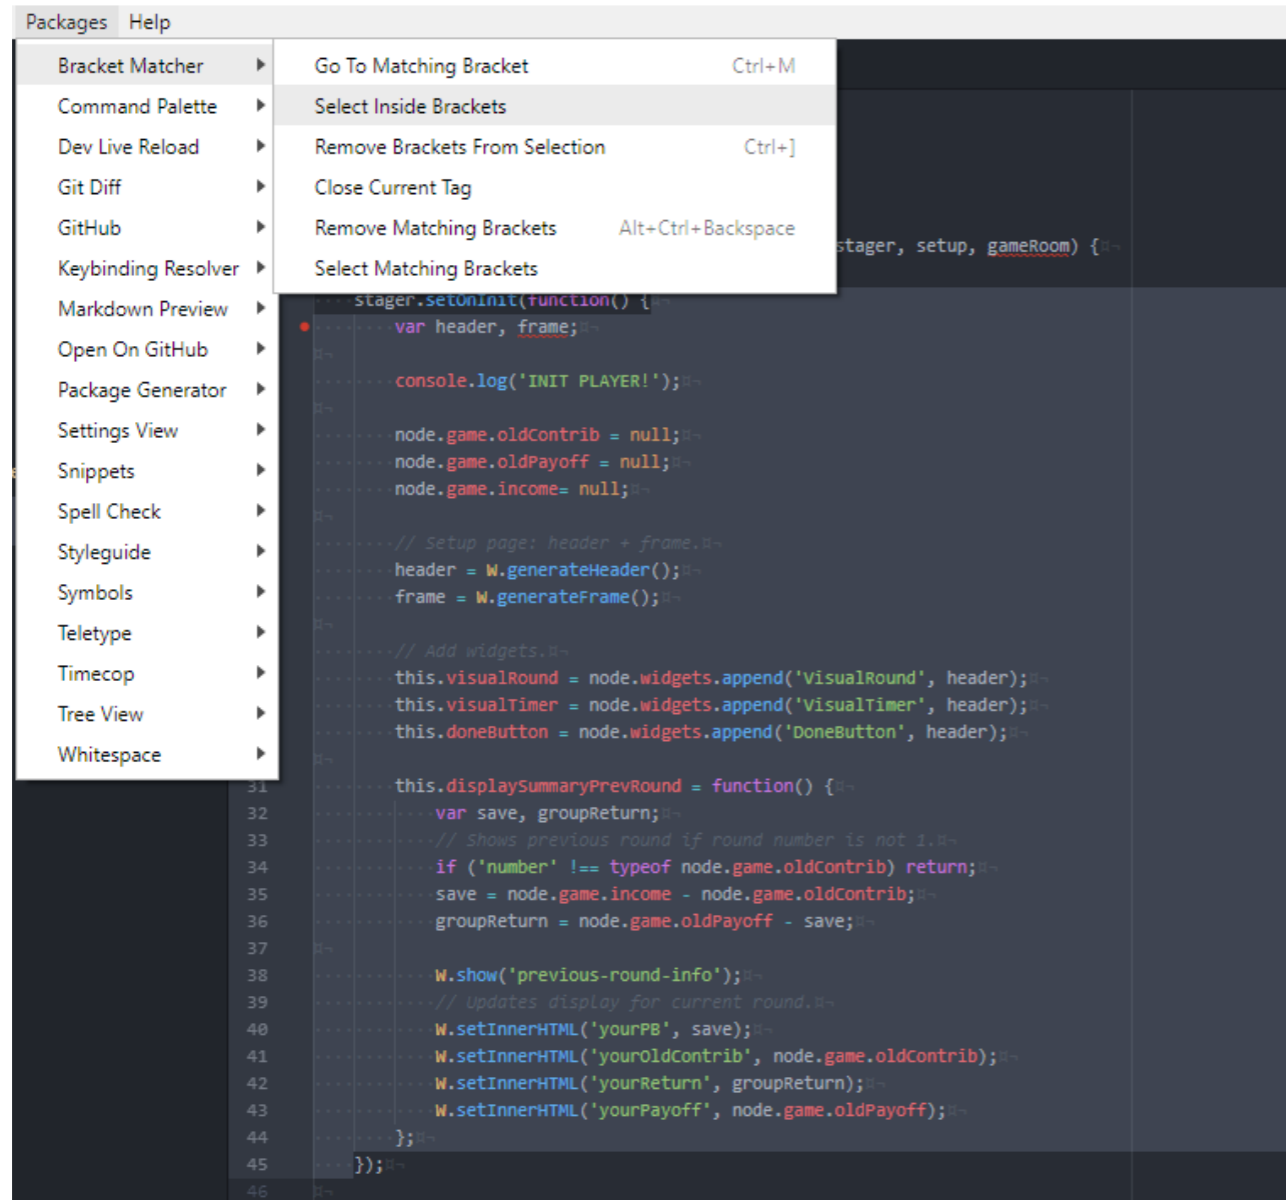 Packages Help
Bracket Matcher
Command Palette
Dev Live Reload
Git Diff
GitHub
Keybinding Resolver
Markdown Preview
Open On GitHub
Package Generator
Settings View
Snippets
Spell Check
Styleguide
Symbols
Teletype
Timecop
Tree View
Whitespace
Go To Matching Bracket Ctrl+M
Select Inside Brackets
Remove Brackets From Selection Ctrl+]
Close Current Tag
Remove Matching Brackets Alt+Ctrl+Backspace
Select Matching Brackets
stager, setup, gameRoom) {
stager.setOnInit(function() {
var header, frame;
console.log('INIT PLAYER!');
node.game.oldContrib = null;
node.game.oldPayoff = null;
node.game.income= null;
// Setup page: header + frame.
header = W.generateHeader();
frame = W.generateFrame();
// Add widgets.
this.visualRound = node.widgets.append('VisualRound', header);
this.visualTimer = node.widgets.append('VisualTimer', header);
this.doneButton = node.widgets.append('DoneButton', header);
31 this.displaySummaryPrevRound = function() {
32 var save, groupReturn;
33 // Shows previous round if round number is not 1.
34 if ('number' !== typeof node.game.oldContrib) return;
35 save = node.game.income - node.game.oldContrib;
36 groupReturn = node.game.oldPayoff - save;
37
38 W.show('previous-round-info');
39 // Updates display for current round.
40 W.setInnerHTML('yourPB', save);
41 W.setInnerHTML('yourOldContrib', node.game.oldContrib);
42 W.setInnerHTML('yourReturn', groupReturn);
43 W.setInnerHTML('yourPayoff', node.game.oldPayoff);
44 };
45 });
46